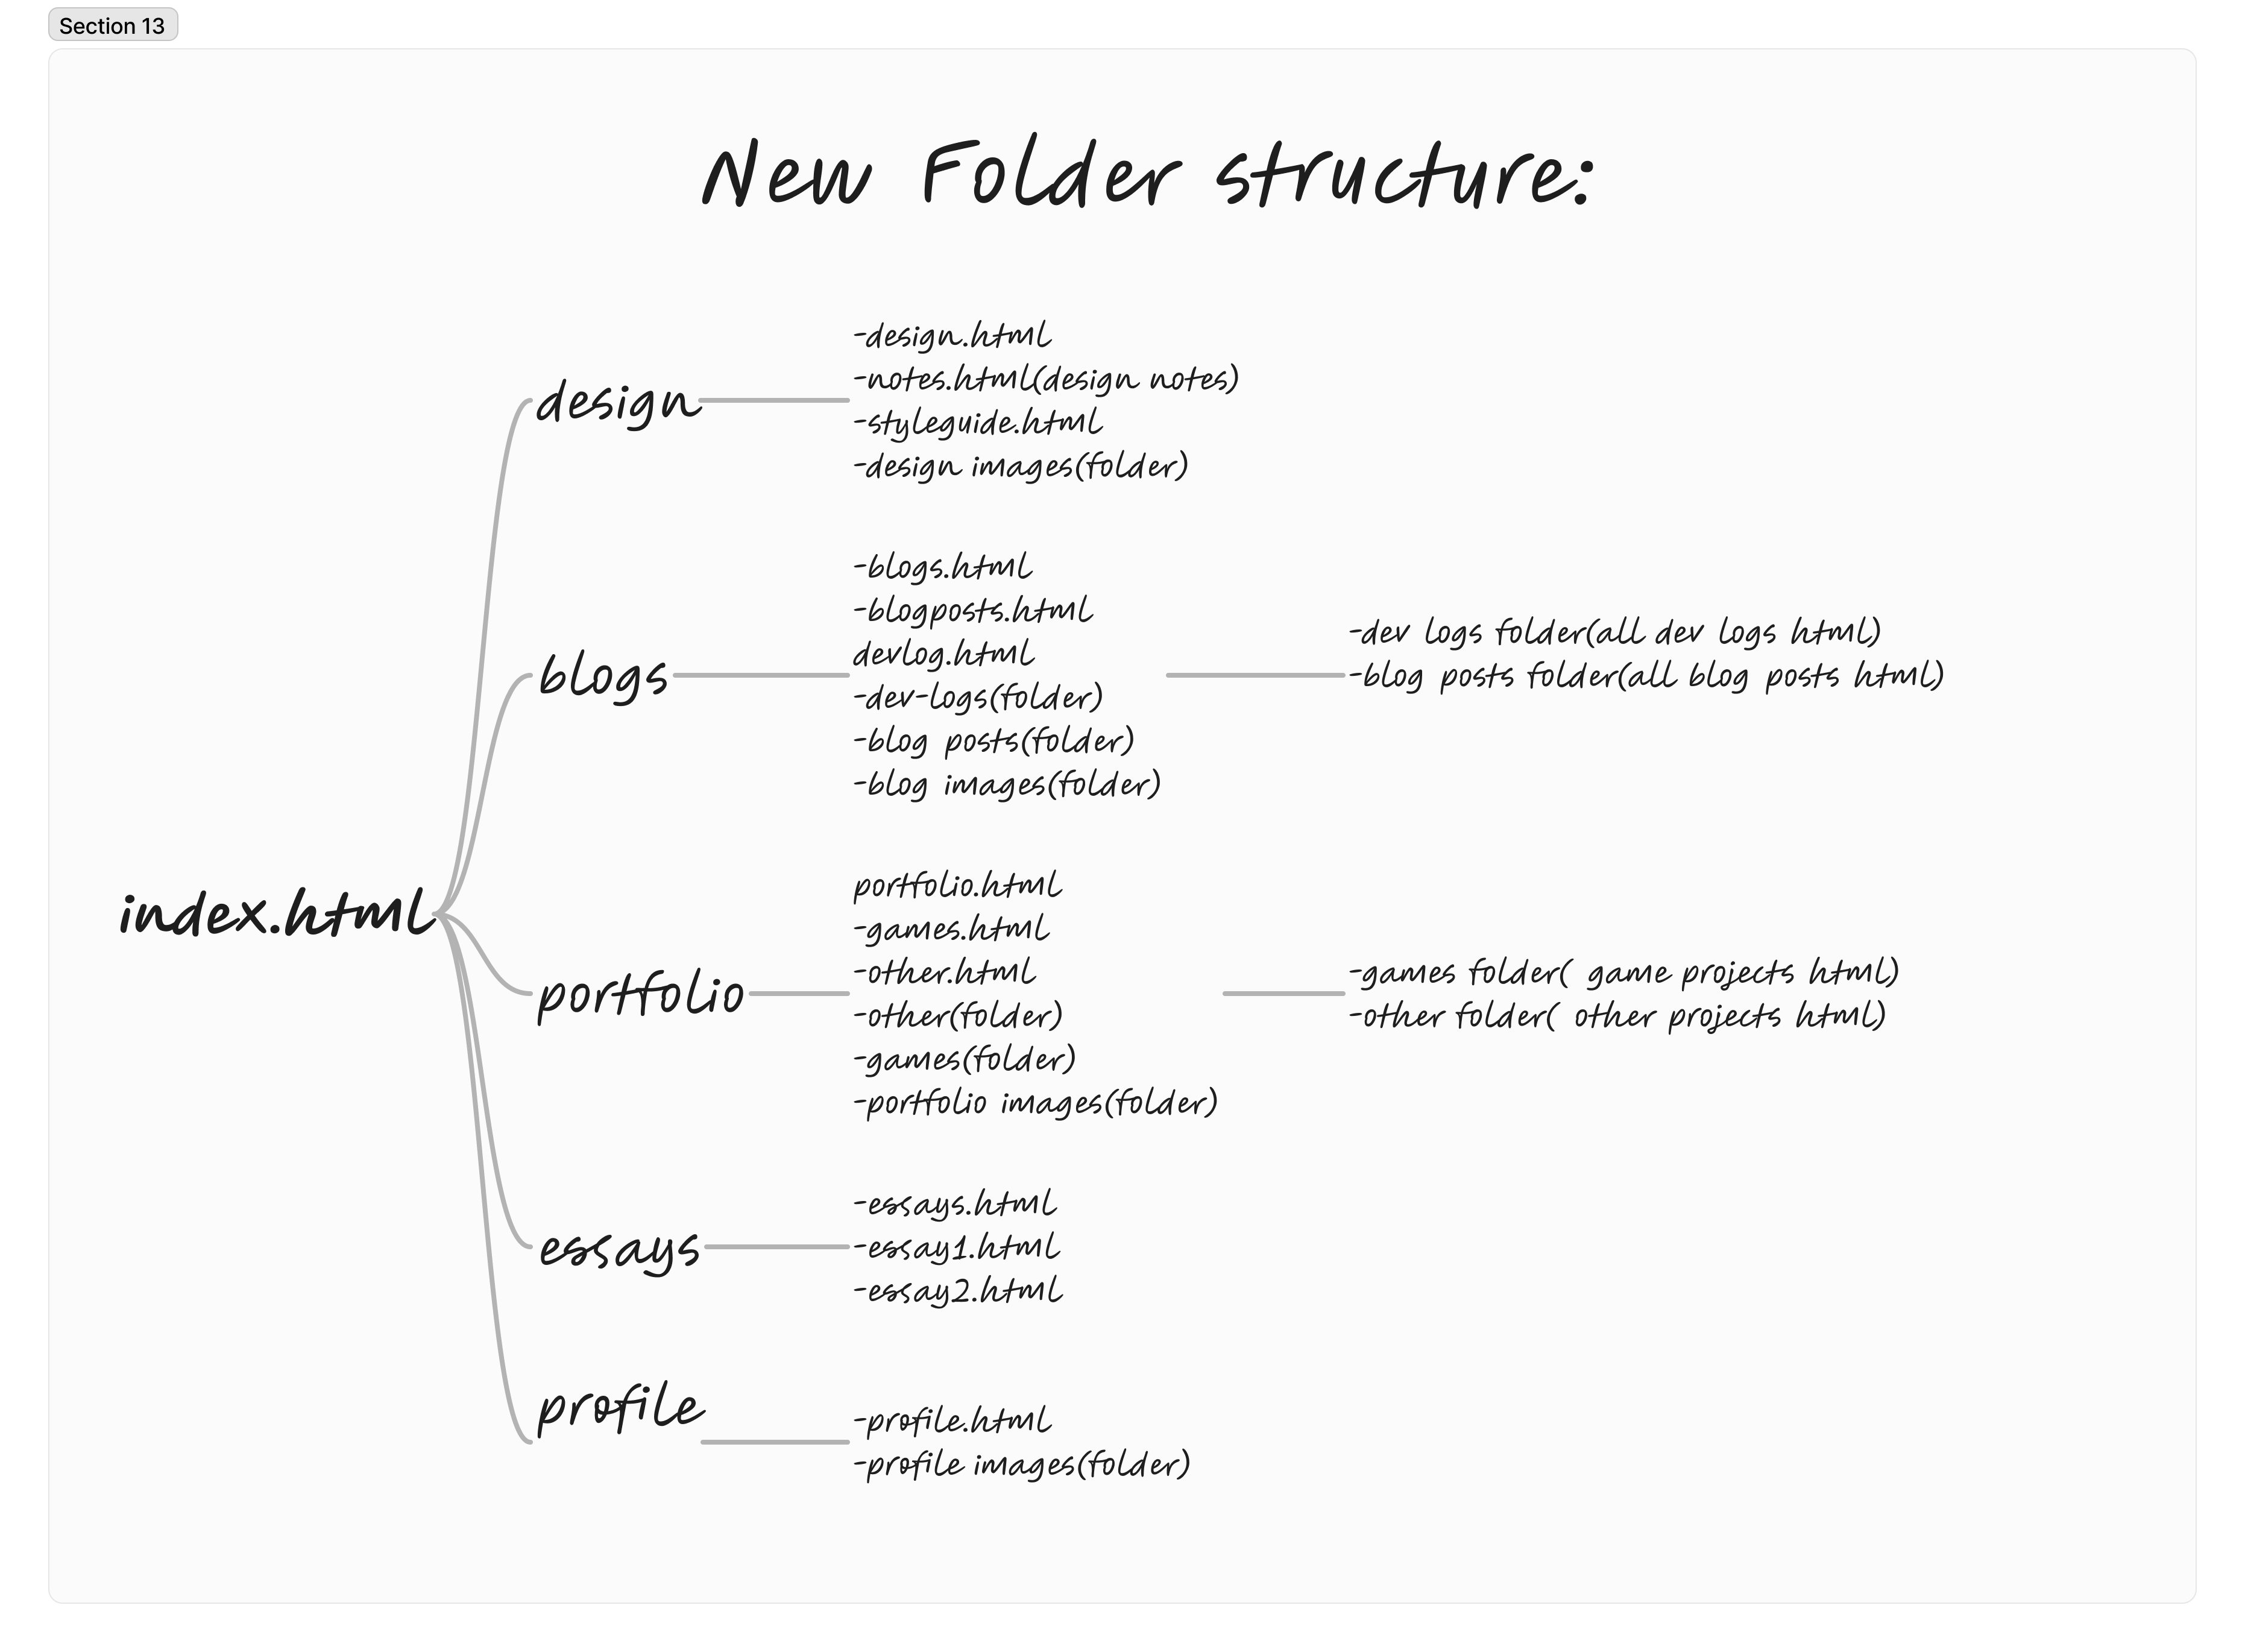 Section 13
New Folder structure:
index.html
design
-design.html
-notes.html(design notes)
-styleguide.html
-design images(folder)
blogs
-blogs.html
-blogposts.html
devlog.html
-dev-logs(folder)
-blog posts(folder)
-blog images(folder)
-dev logs folder(all dev logs html)
-blog posts folder(all blog posts html)
portfolio
portfolio.html
-games.html
-other.html
-other(folder)
-games(folder)
-portfolio images(folder)
-games folder( game projects html)
-other folder( other projects html)
essays
-essays.html
-essay1.html
-essay2.html
profile
-profile.html
-profile images(folder)